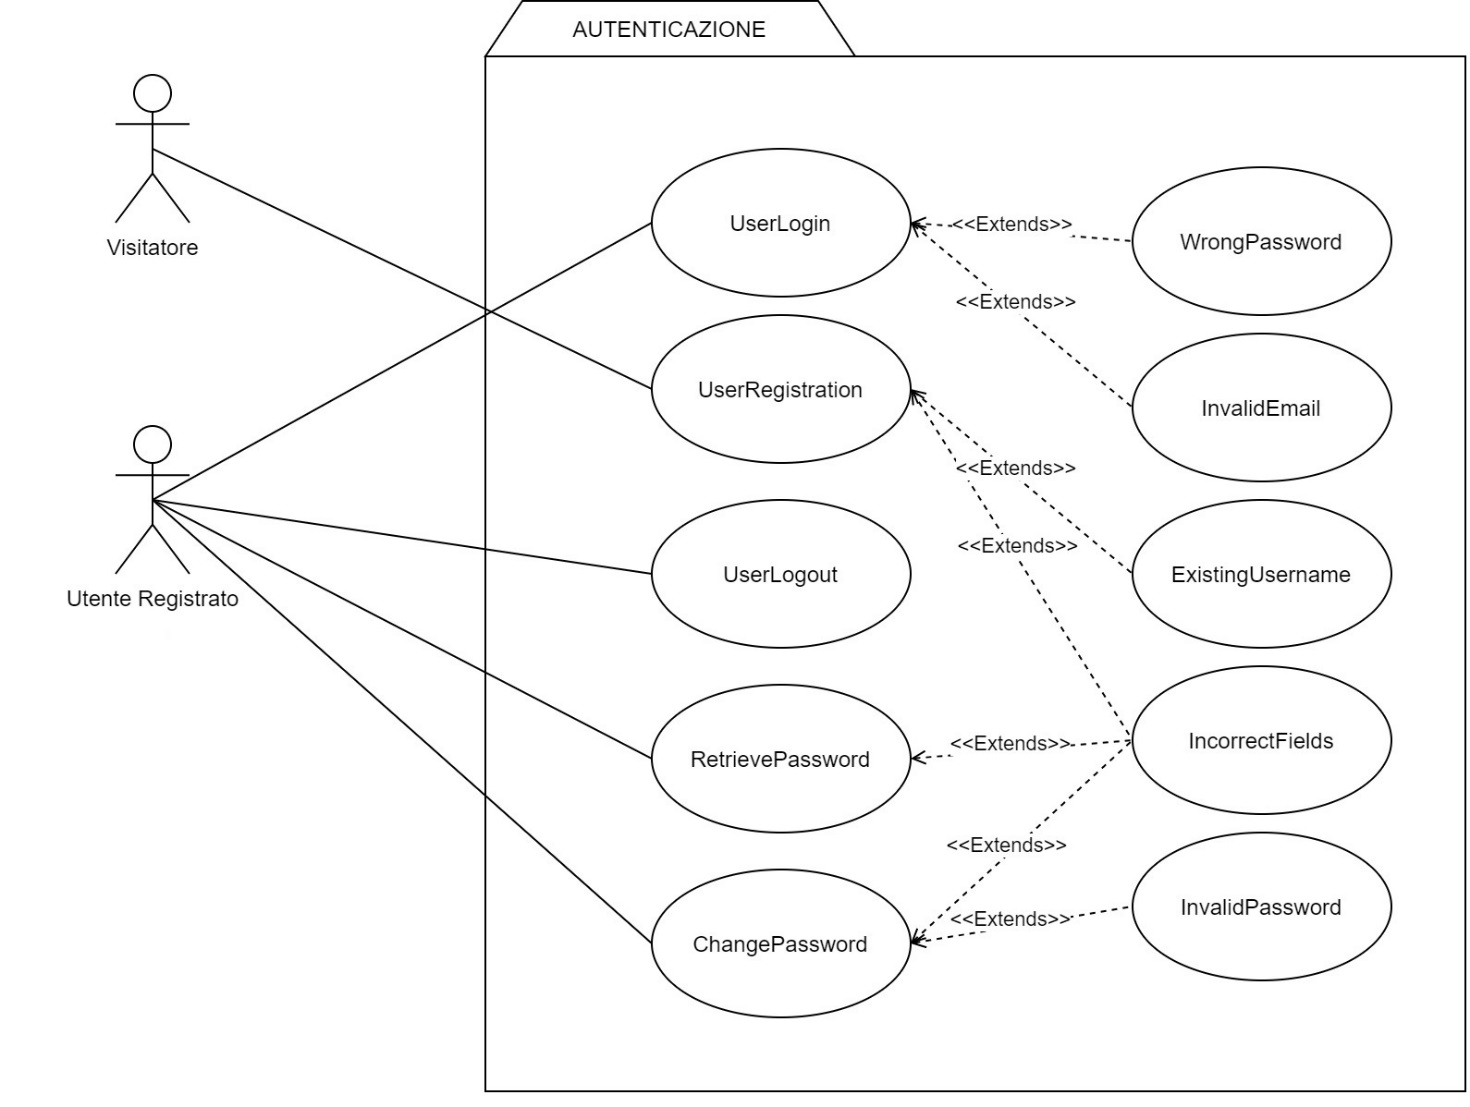 AUTENTICAZIONE
Visitatore
UserLogin
<<Extends>>
WrongPassword
<<Extends>>
UserRegistration
InvalidEmail
<<Extends>>
Utente Registrato
UserLogout
<<Extends>>
ExistingUsername
RetrievePassword
<<Extends>>
IncorrectFields
<<Extends>>
ChangePassword
<<Extends>>
InvalidPassword